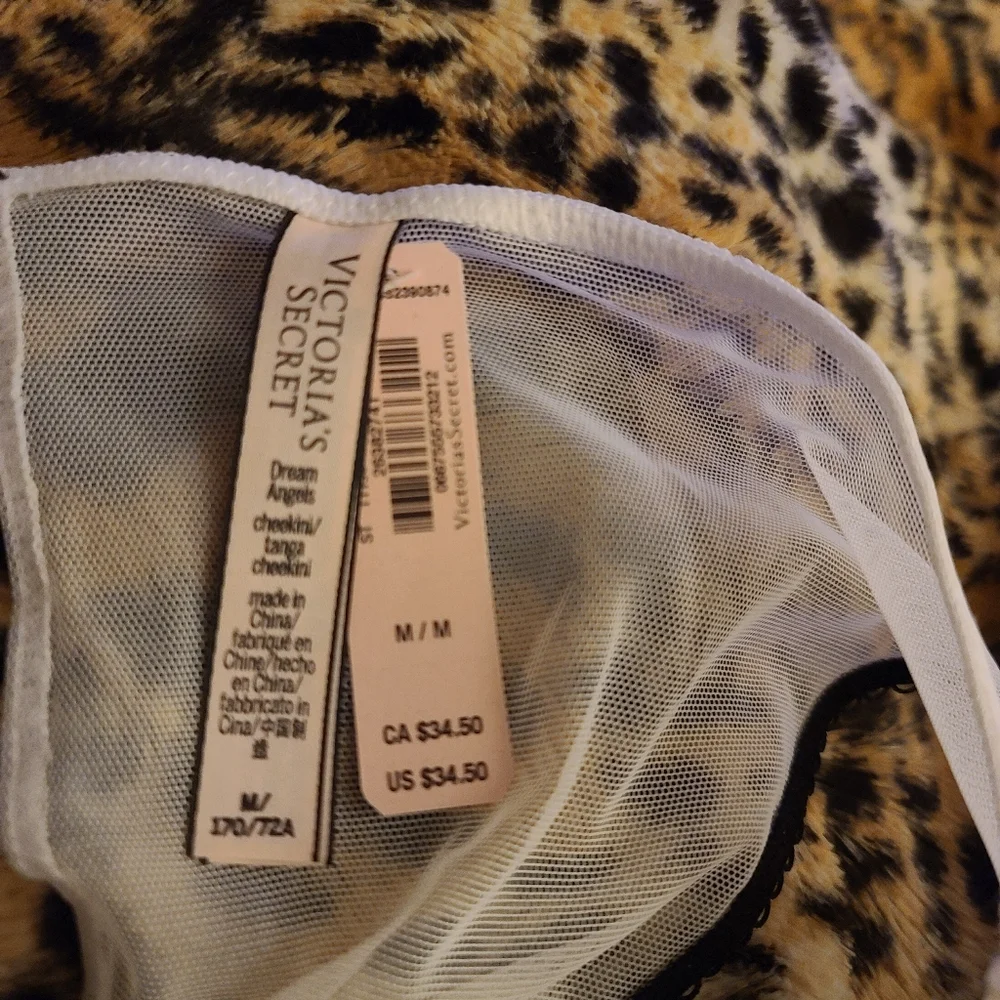 VICTORIA'S
SECRET
Dream
Angels
cheekini/
tanga
cheekini
made in
China/
fabriqué en
Chine/hecho
en China/
fabbricato in
Cina/中国制
造
M/
170/72A
2390874
VictoriasSecret.com
M / M
CA $34.50
US $34.50